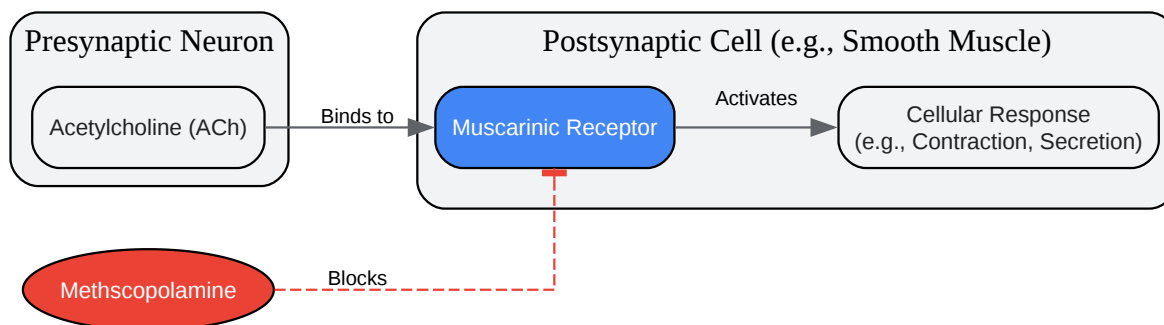 Presynaptic Neuron
Postsynaptic Cell (e.g., Smooth Muscle)
Acetylcholine (ACh)
Binds to
Muscarinic Receptor
Activates
Cellular Response
(e.g., Contraction, Secretion)
Methscopolamine
Blocks